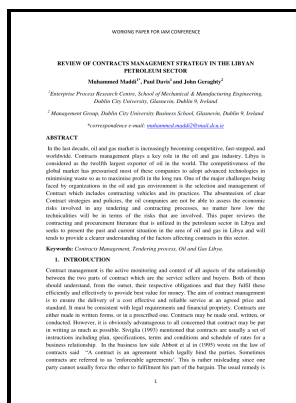 WORKING PAPER FOR IAM CONFERENCE
REVIEW OF CONTRACTS MANAGEMENT STRATEGY IN THE LIBYAN
PETROLEUM SECTOR
Muhammed Maddi1*, Paul Davis2 and John Geraghty2
1Enterprise Process Research Centre, School of Mechanical & Manufacturing Engineering,
Dublin City University, Glasnevin, Dublin 9, Ireland
2 Management Group, Dublin City University Business School, Glasnevin, Dublin 9, Ireland
*correspondence e-mail: muhammed.maddi2@mail.dcu.ie
ABSTRACT
In the last decade, oil and gas market is increasingly becoming competitive, fast-stepped, and
worldwide. Contracts management plays a key role in the oil and gas industry. Libya is
considered as the twelfth largest exporter of oil in the world. The competitiveness of the
global market has pressurised most of these companies to adopt advanced technologies in
minimising waste so as to maximise profit in the long run. One of the major challenges being
faced by organizations in the oil and gas environment is the selection and management of
Contract which includes contracting vehicles and its practices. The abstention of clear
Contract strategies and policies, the oil companies are not be able to assess the economic
risks involved in any tendering and contracting processes, no matter how low the
technicalities will be in terms of the risks that are involved. This paper reviews the
contracting and procurement literature that is utilized in the petroleum sector in Libya and
seeks to present the past and current situation in the area of oil and gas in Libya and will
tends to provide a clearer understanding of the factors affecting contracts in this sector.
Keywords: Contracts Management, Tendering process, Oil and Gas Libya.
1. INTRODUCTION
Contract management is the active monitoring and control of all aspects of the relationship
between the two parts of contract which are the service sellers and buyers. Both of them
should understand, from the outset, their respective obligations and that they fulfil these
efficiently and effectively to provide best value for money. The aim of contract management
is to ensure the delivery of a cost effective and reliable service at an agreed price and
standard. It must be consistent with legal requirements and financial propriety. Contracts are
either made in written forms, or in a prescribed one. Contracts may be made oral, written, or
conducted. However, it is obviously advantageous to all concerned that contract may be put
in writing as much as possible. Sviglia (1993) mentioned that contracts are usually a set of
instructions including plan, specifications, terms and conditions and schedule of rates for a
business relationship. In the business law side Abbott et al in (1995) wrote on the law of
contracts said “A contract is an agreement which legally bind the parties. Sometimes
contracts are referred to as ‘enforceable agreements’. This is rather misleading since one
party cannot usually force the other to fulfilment his part of the bargain. The usual remedy is
1